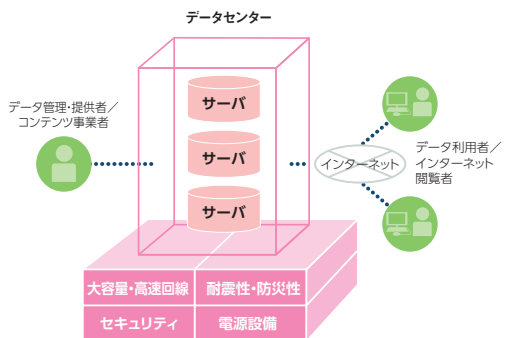 データセンター
データ管理・提供者／
コンテンツ事業者
サーバ
サーバ
サーバ
インターネット
データ利用者／
インターネット
閲覧者
大容量・高速回線
耐震性・防災性
セキュリティ
電源設備